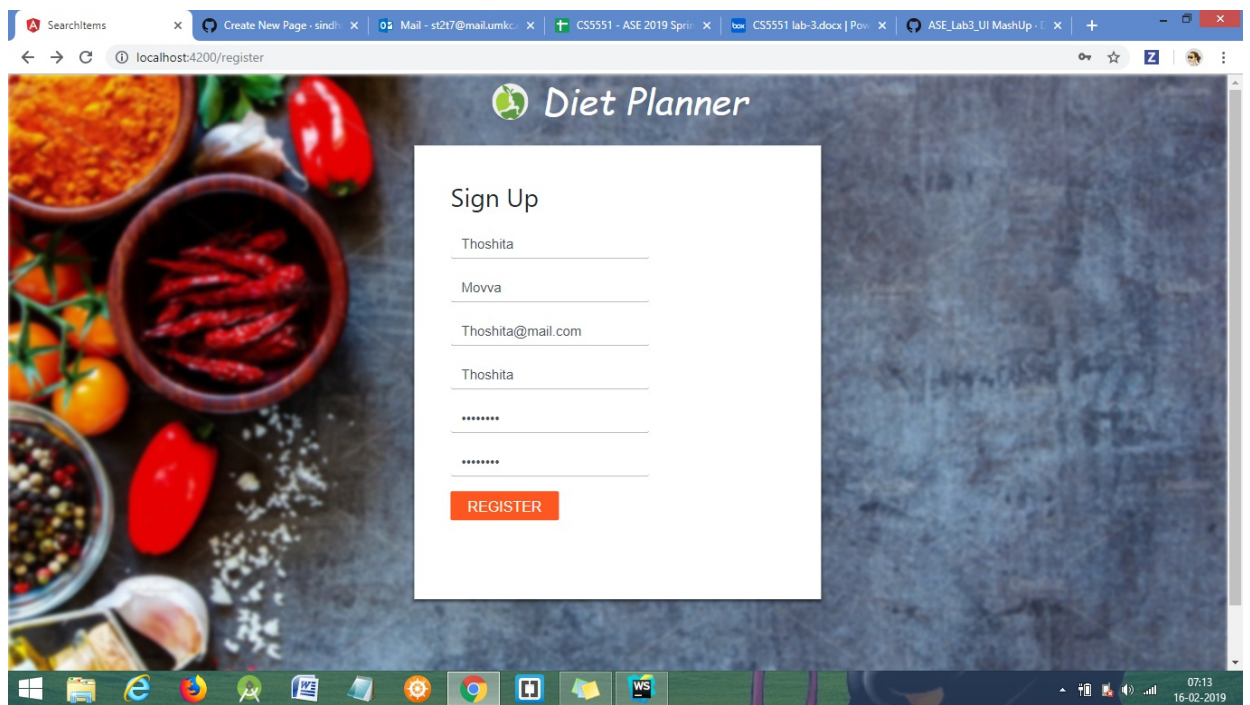 SearchItems
Create New Page · sindh
Mail - st2t7@mail.umkc.
CS5551 - ASE 2019 Sprin
CS5551 lab-3.docx | Pow
ASE_Lab3_UI MashUp ·
localhost:4200/register
Z
Diet Planner
Sign Up
Thoshita
Movva
Thoshita@mail.com
Thoshita
••••••••
••••••••
REGISTER
WS
07:13
16-02-2019